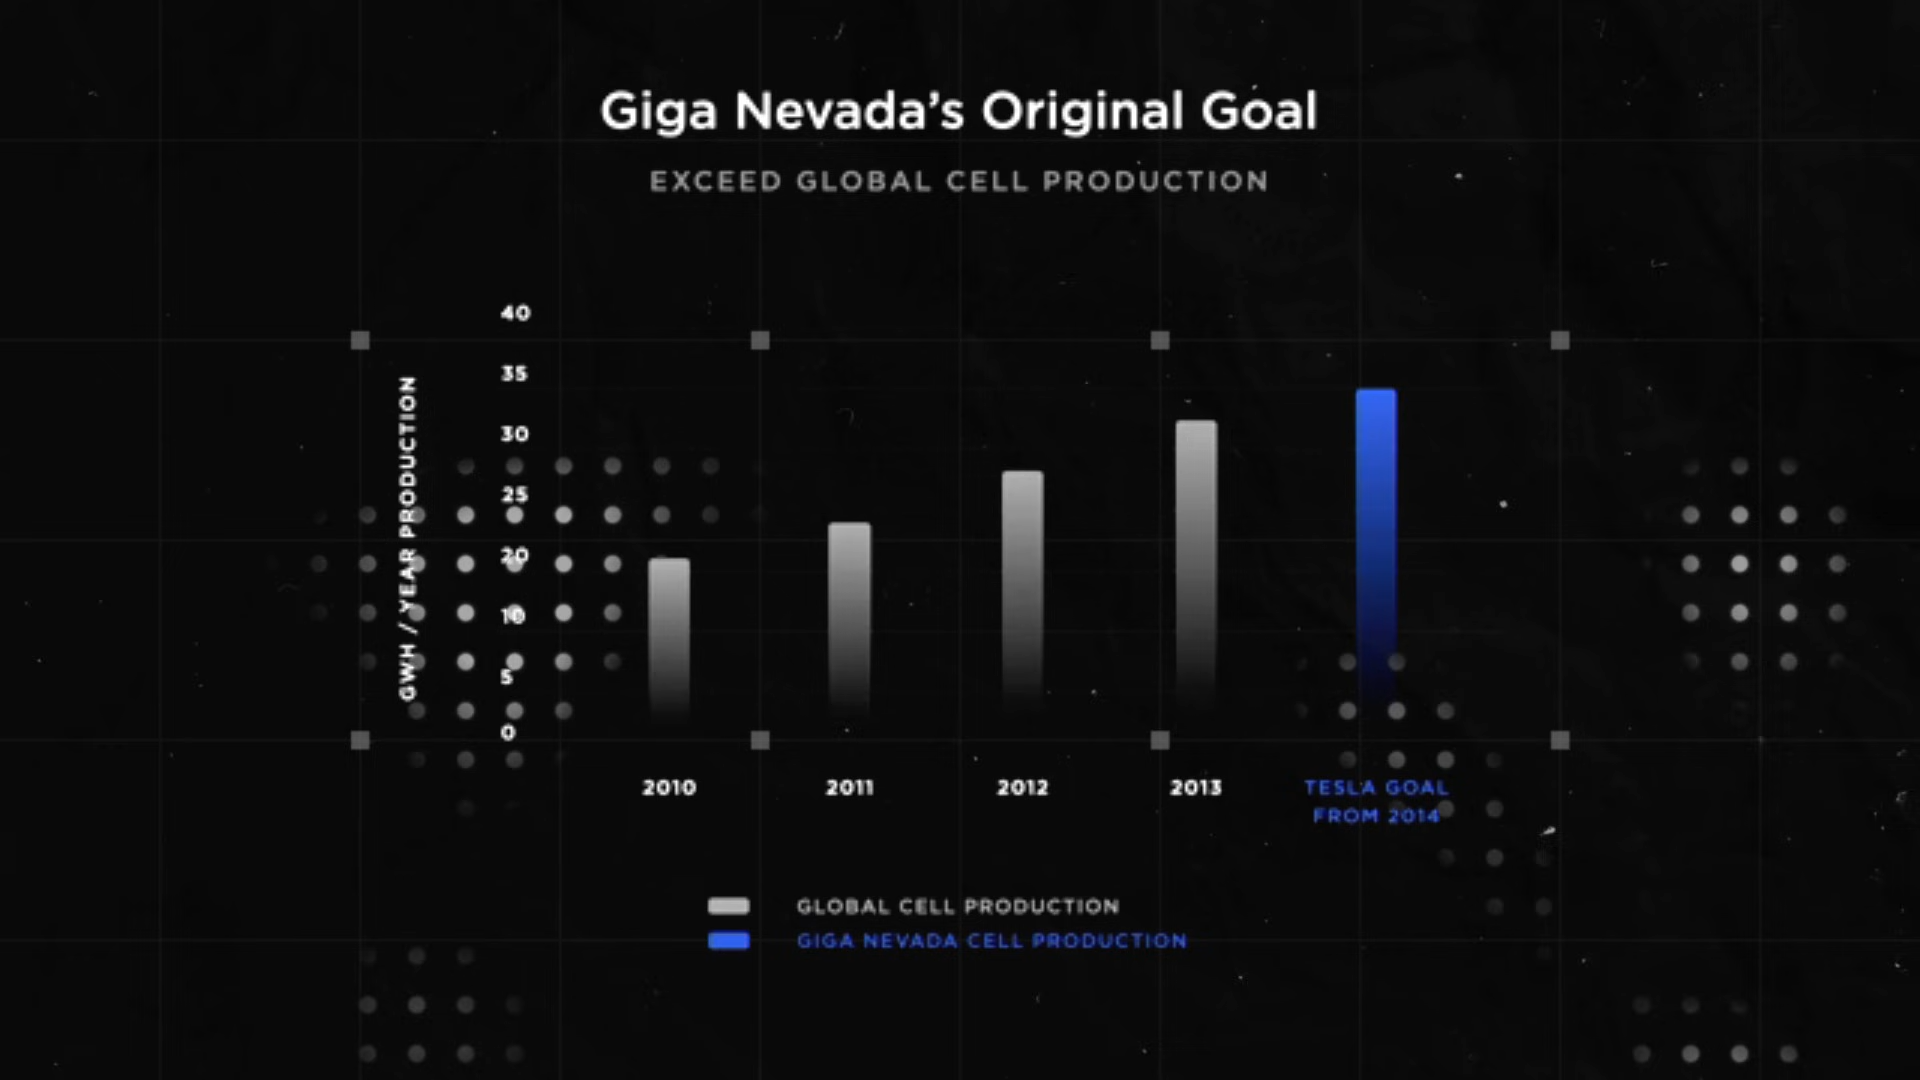 Giga Nevada’s Original Goal
EXCEED GLOBAL CELL PRODUCTION
GWH / YEAR PRODUCTION
40
35
30
25
20
10
5
0
2010
2011
2012
2013
TESLA GOAL
FROM 2014
GLOBAL CELL PRODUCTION
GIGA NEVADA CELL PRODUCTION